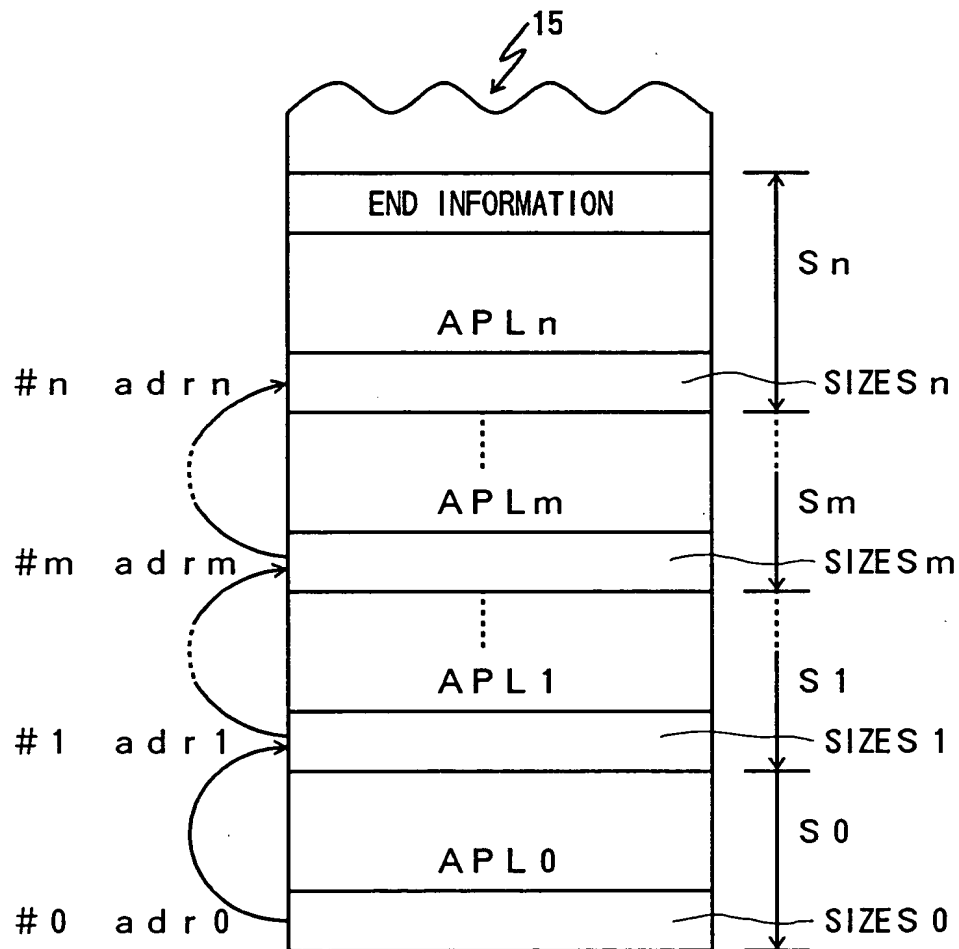 15
END INFORMATION
Sn
APLn
#n adrn
SIZESn
APLm
Sm
#m adrm
SIZESm
APL1
S1
#1 adr1
SIZES1
S0
APL0
#0 adr0
SIZES0